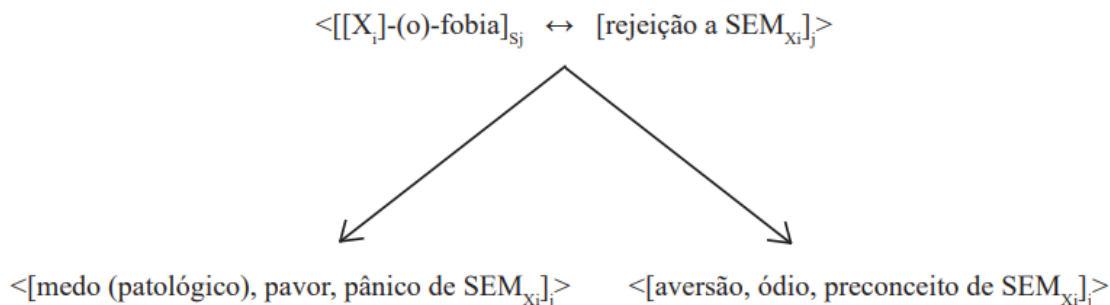 <[[Xᵢ]-(o)-fobia]Sj ↔ [rejeição a SEMXi]j>
<[medo (patológico), pavor, pânico de SEMXi]j> <[aversão, ódio, preconceito de SEMXi]j>